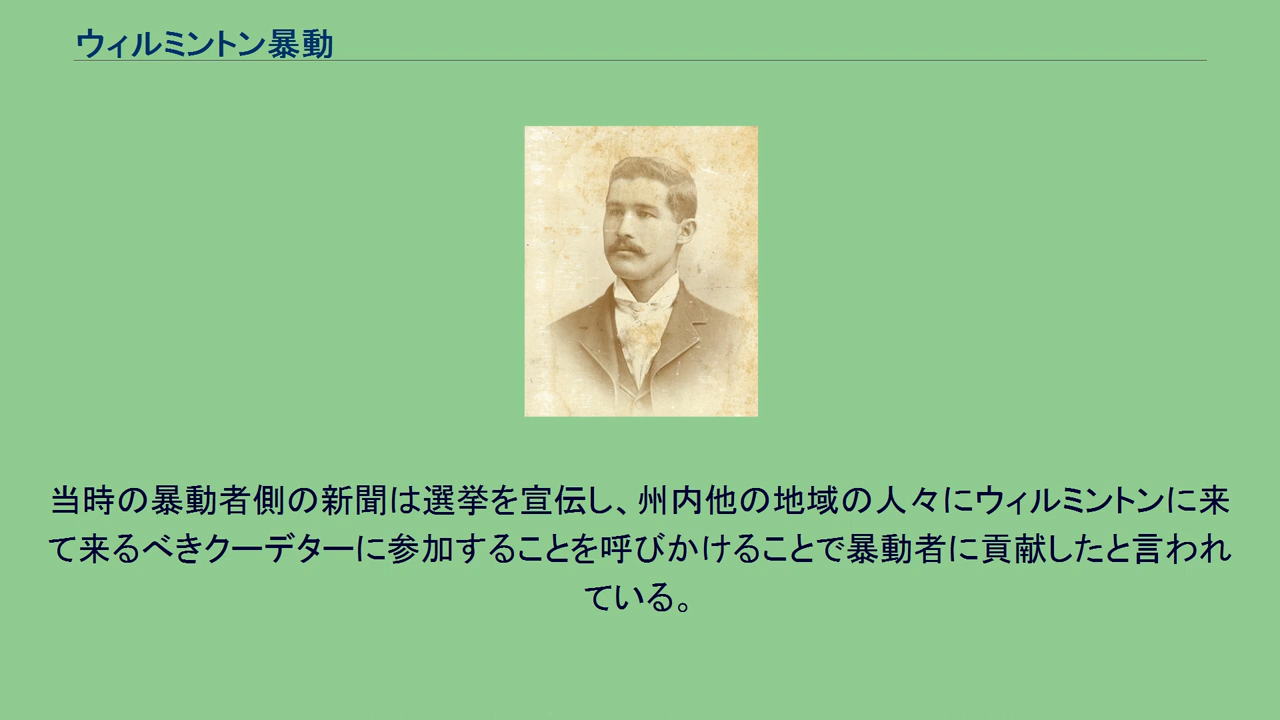 ウィルミントン暴動
当時の暴動者側の新聞は選挙を宣伝し、州内他の地域の人々にウィルミントンに来
て来るべきクーデターに参加することを呼びかけることで暴動者に貢献したと言われ
ている。